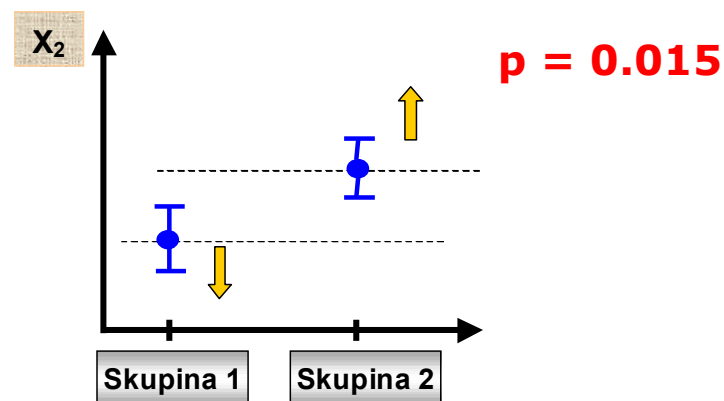 X₂
p = 0.015
Skupina 1
Skupina 2